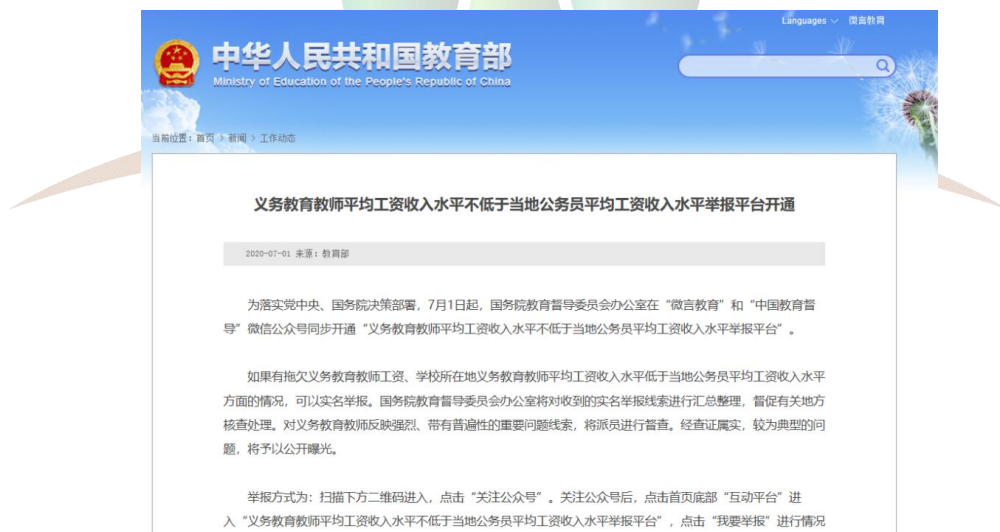 Languages 微言教育
中华人民共和国教育部
Ministry of Education of the People's Republic of China
当前位置：首页 > 新闻 > 工作动态
义务教育教师平均工资收入水平不低于当地公务员平均工资收入水平举报平台开通
2020-07-01 来源：教育部
为落实党中央、国务院决策部署，7月1日起，国务院教育督导委员会办公室在“微言教育”和“中国教育督
导”微信公众号同步开通“义务教育教师平均工资收入水平不低于当地公务员平均工资收入水平举报平台”。
如果有拖欠义务教育教师工资、学校所在地义务教育教师平均工资收入水平低于当地公务员平均工资收入水平
方面的情况，可以实名举报。国务院教育督导委员会办公室将对收到的实名举报线索进行汇总整理，督促有关地方
核查处理。对义务教育教师反映强烈、带有普遍性的重要问题线索，将派员进行督查。经查证属实，较为典型的问
题，将予以公开曝光。
举报方式为：扫描下方二维码进入，点击“关注公众号”。关注公众号后，点击首页底部“互动平台”进
入“义务教育教师平均工资收入水平不低于当地公务员平均工资收入水平举报平台”，点击“我要举报”进行情况